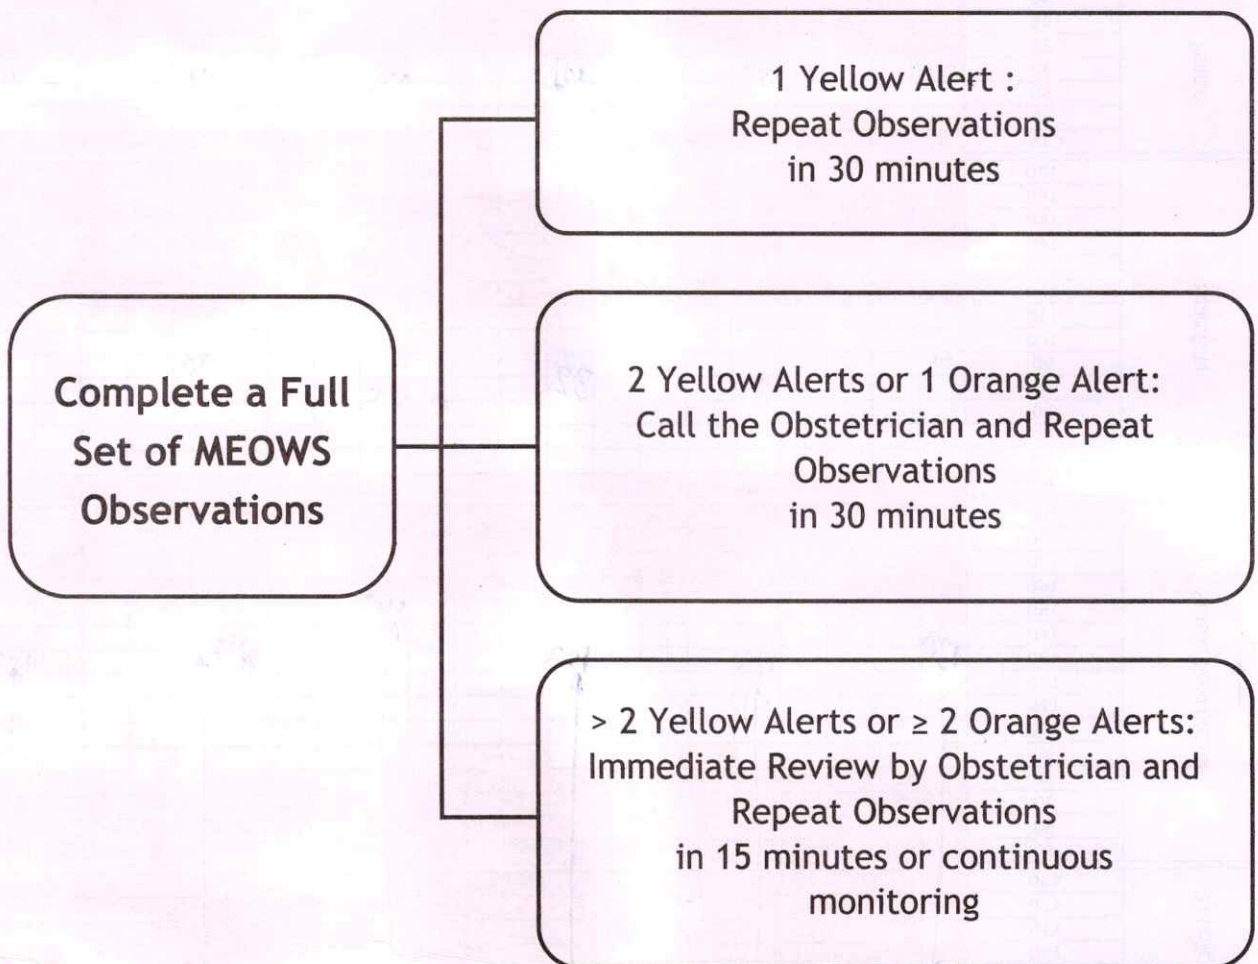 1 Yellow Alert :
Repeat Observations
in 30 minutes
Complete a Full
Set of MEOWS
Observations
2 Yellow Alerts or 1 Orange Alert:
Call the Obstetrician and Repeat
Observations
in 30 minutes
> 2 Yellow Alerts or ≥ 2 Orange Alerts:
Immediate Review by Obstetrician and
Repeat Observations
in 15 minutes or continuous
monitoring